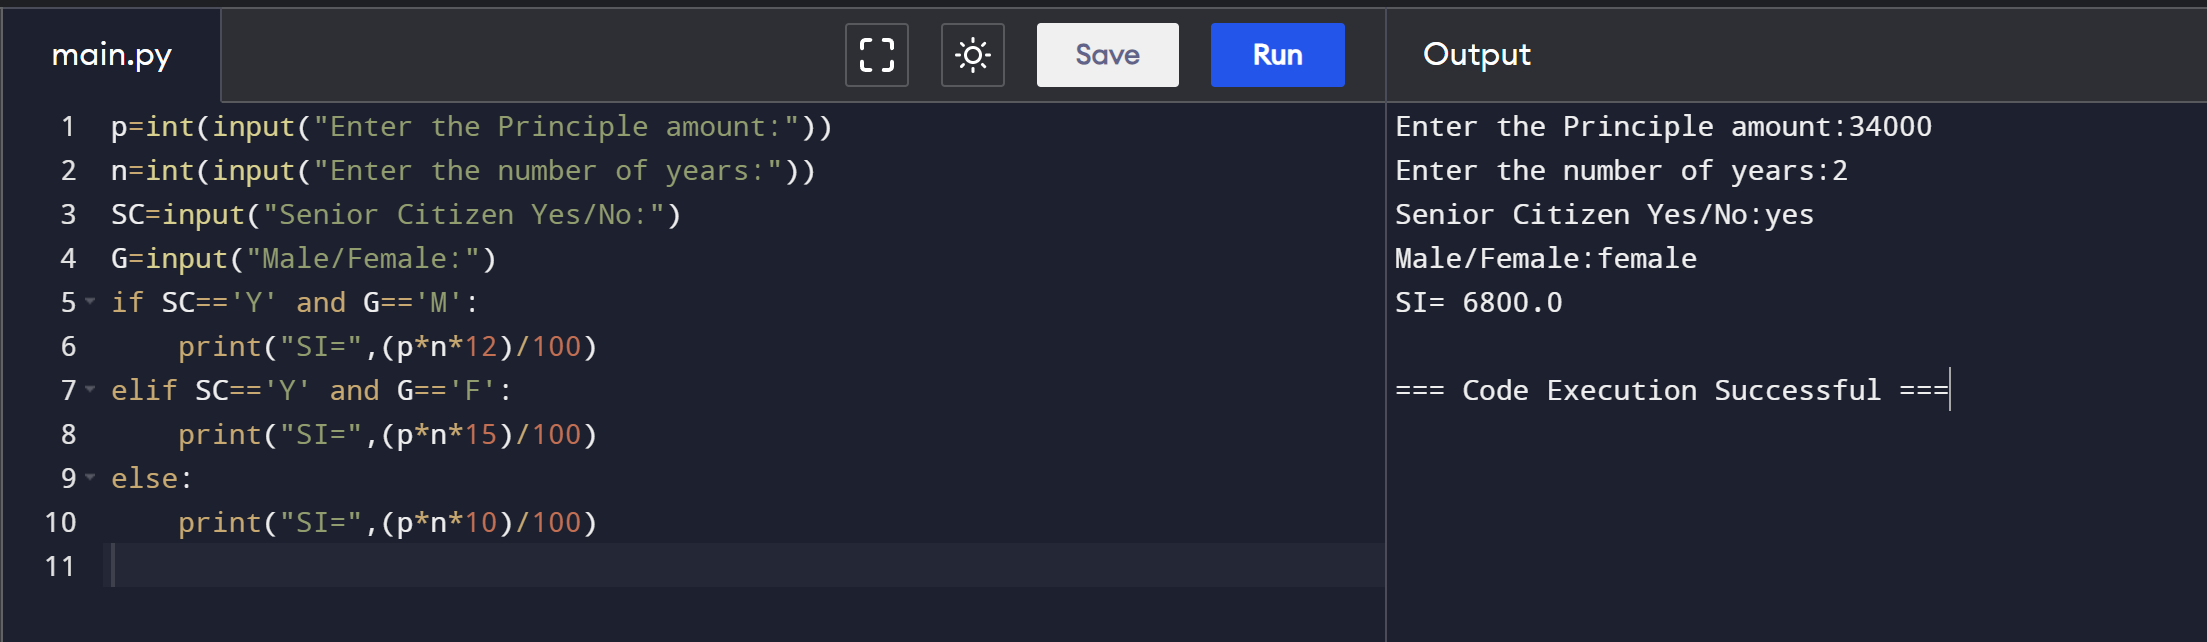 main.py
Save
Run
Output
1 p=int(input("Enter the Principle amount:"))
2 n=int(input("Enter the number of years:"))
3 SC=input("Senior Citizen Yes/No:")
4 G=input("Male/Female:")
5 if SC=='Y' and G=='M':
6     print("SI=",(p*n*12)/100)
7 elif SC=='Y' and G=='F':
8     print("SI=",(p*n*15)/100)
9 else:
10     print("SI=",(p*n*10)/100)
11
Enter the Principle amount:34000
Enter the number of years:2
Senior Citizen Yes/No:yes
Male/Female:female
SI= 6800.0
=== Code Execution Successful ===